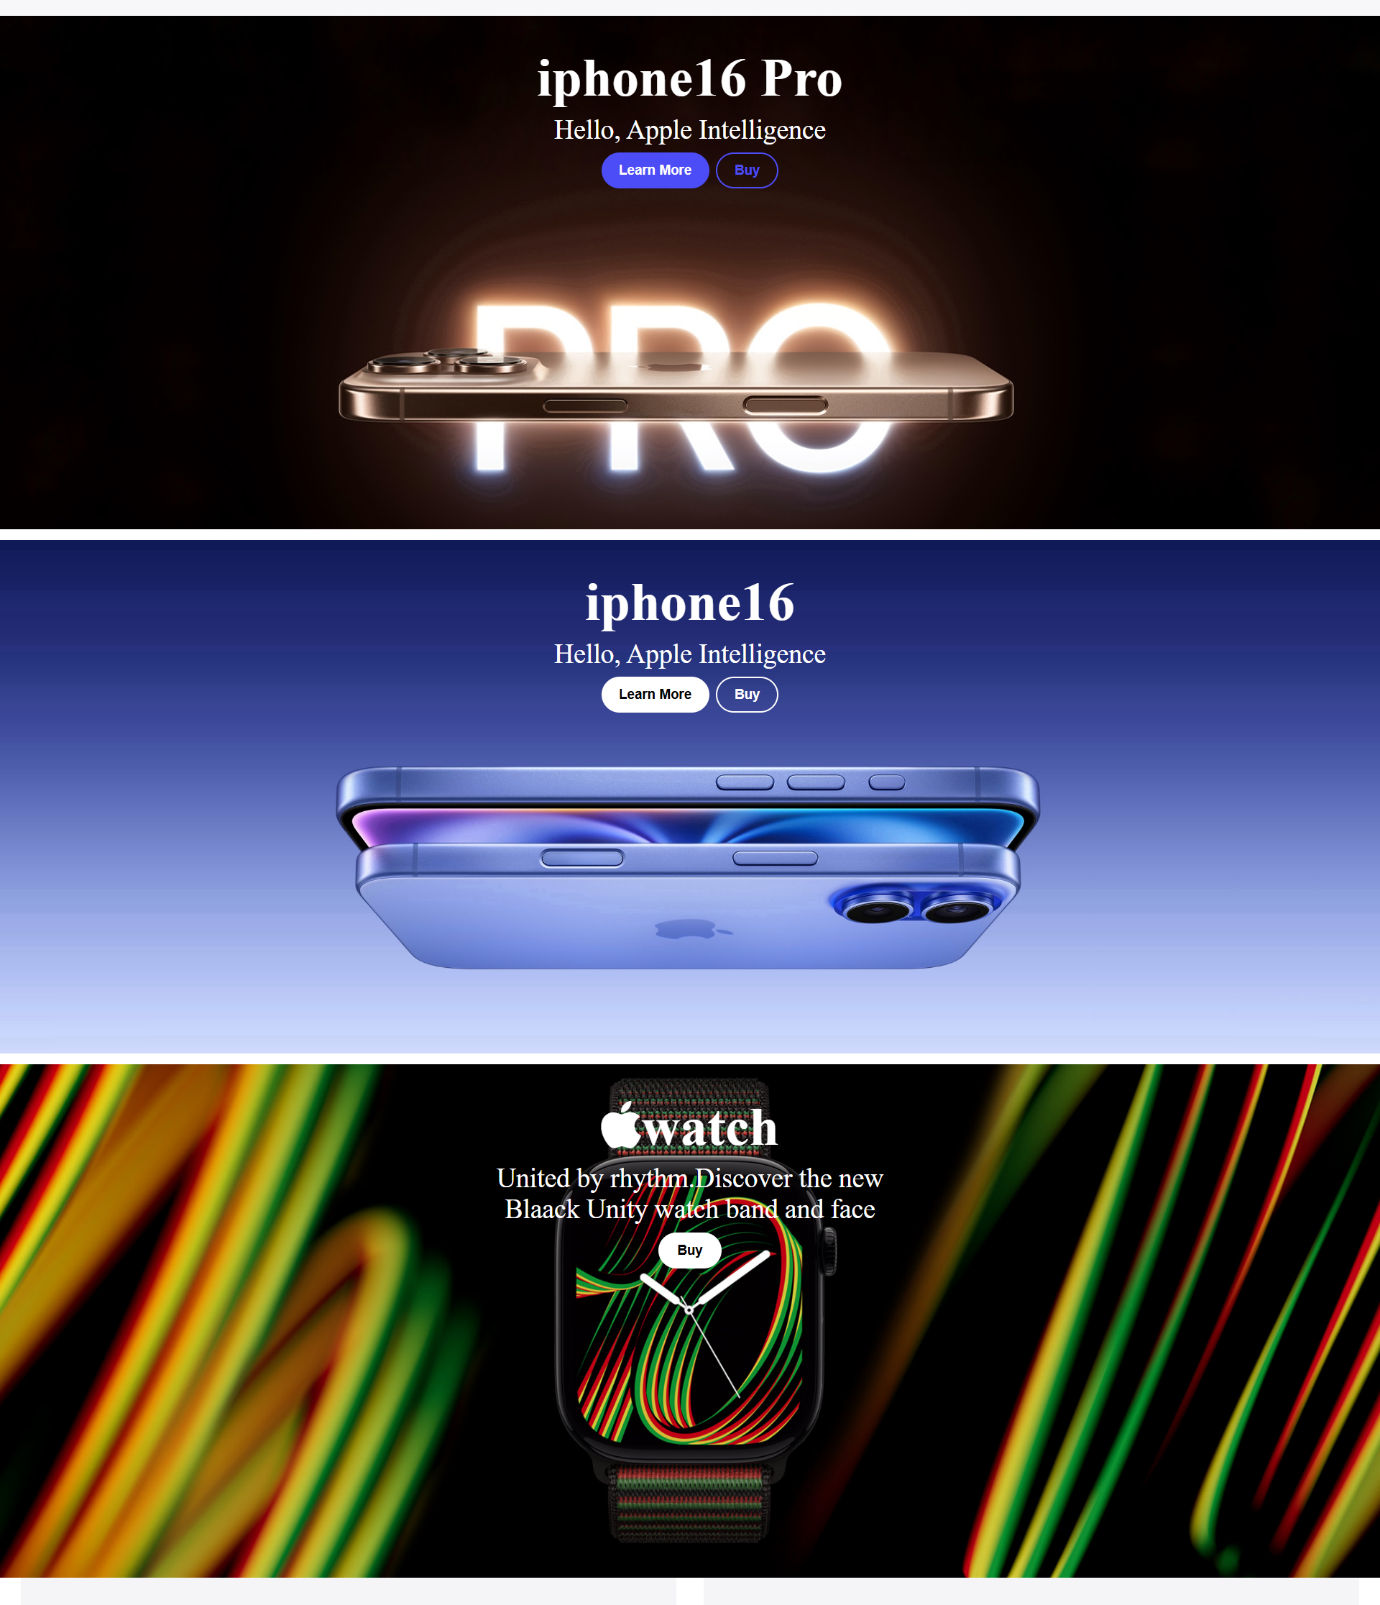 iphone16 Pro
Hello, Apple Intelligence
Learn More Buy
PRO
iphone16
Hello, Apple Intelligence
Learn More Buy
watch
United by rhythm.Discover the new
Blaack Unity watch band and face
Buy